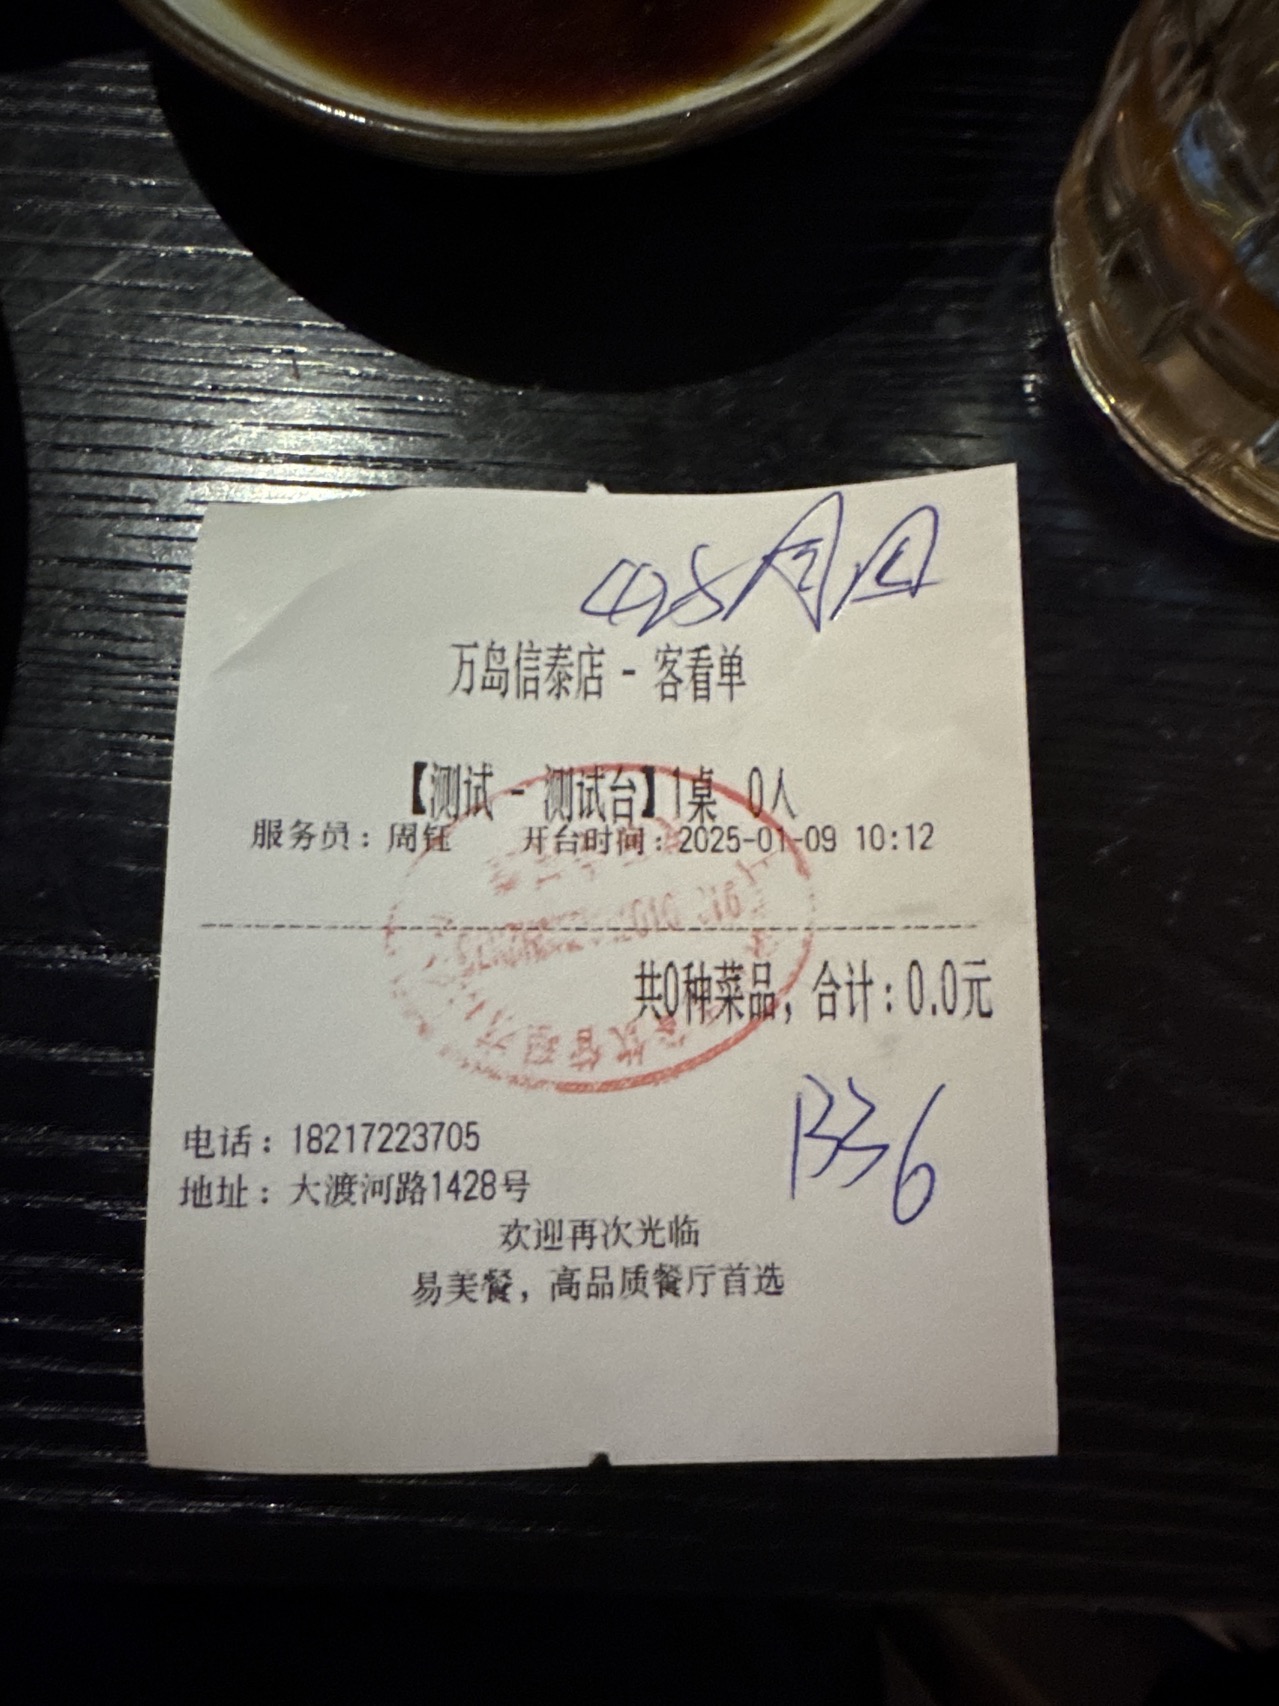 428
万岛信泰店 - 客看单
【测试 - 测试台】1桌 0人
服务员：周钰 开台时间：2025-01-09 10:12
共0种菜品，合计：0.0元
B36
电话：18217223705
地址：大渡河路1428号
欢迎再次光临
易美餐，高品质餐厅首选